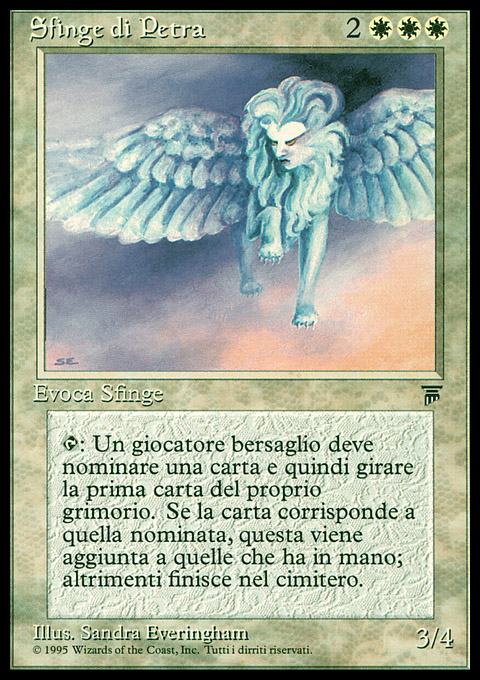 Sfinge di Petra
2
SE
Evoca Sfinge
: Un giocatore bersaglio deve
nominare una carta e quindi girare
la prima carta del proprio
grimorio. Se la carta corrisponde a
quella nominata, questa viene
aggiunta a quelle che ha in mano;
altrimenti finisce nel cimitero.
Illus. Sandra Everingham
3/4
© 1995 Wizards of the Coast, Inc. Tutti i dirriti riservati.